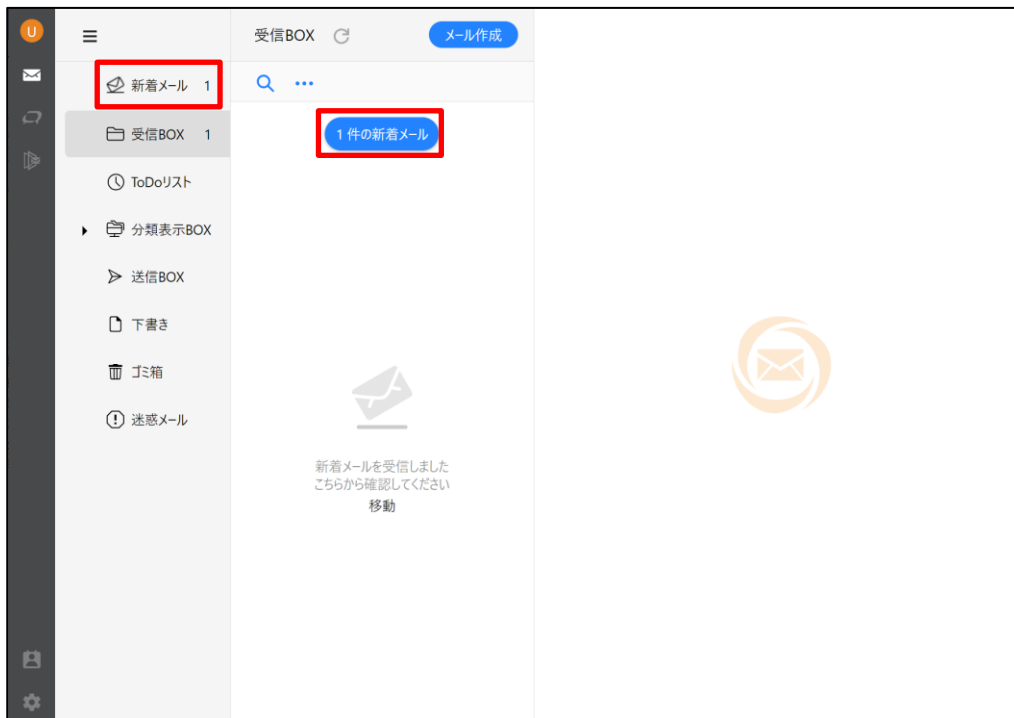 U
受信BOX
メール作成
新着メール 1
受信BOX 1
1 件の新着メール
ToDoリスト
分類表示BOX
送信BOX
下書き
ゴミ箱
迷惑メール
新着メールを受信しました
こちらから確認してください
移動